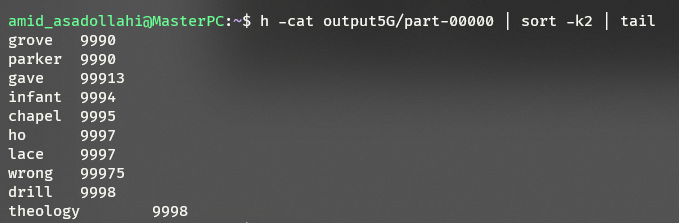 amid_asadollahi@MasterPC:~$ h -cat output5G/part-00000 | sort -k2 | tail
grove 9990
parker 9990
gave 99913
infant 9994
chapel 9995
ho 9997
lace 9997
wrong 99975
drill 9998
theology 9998